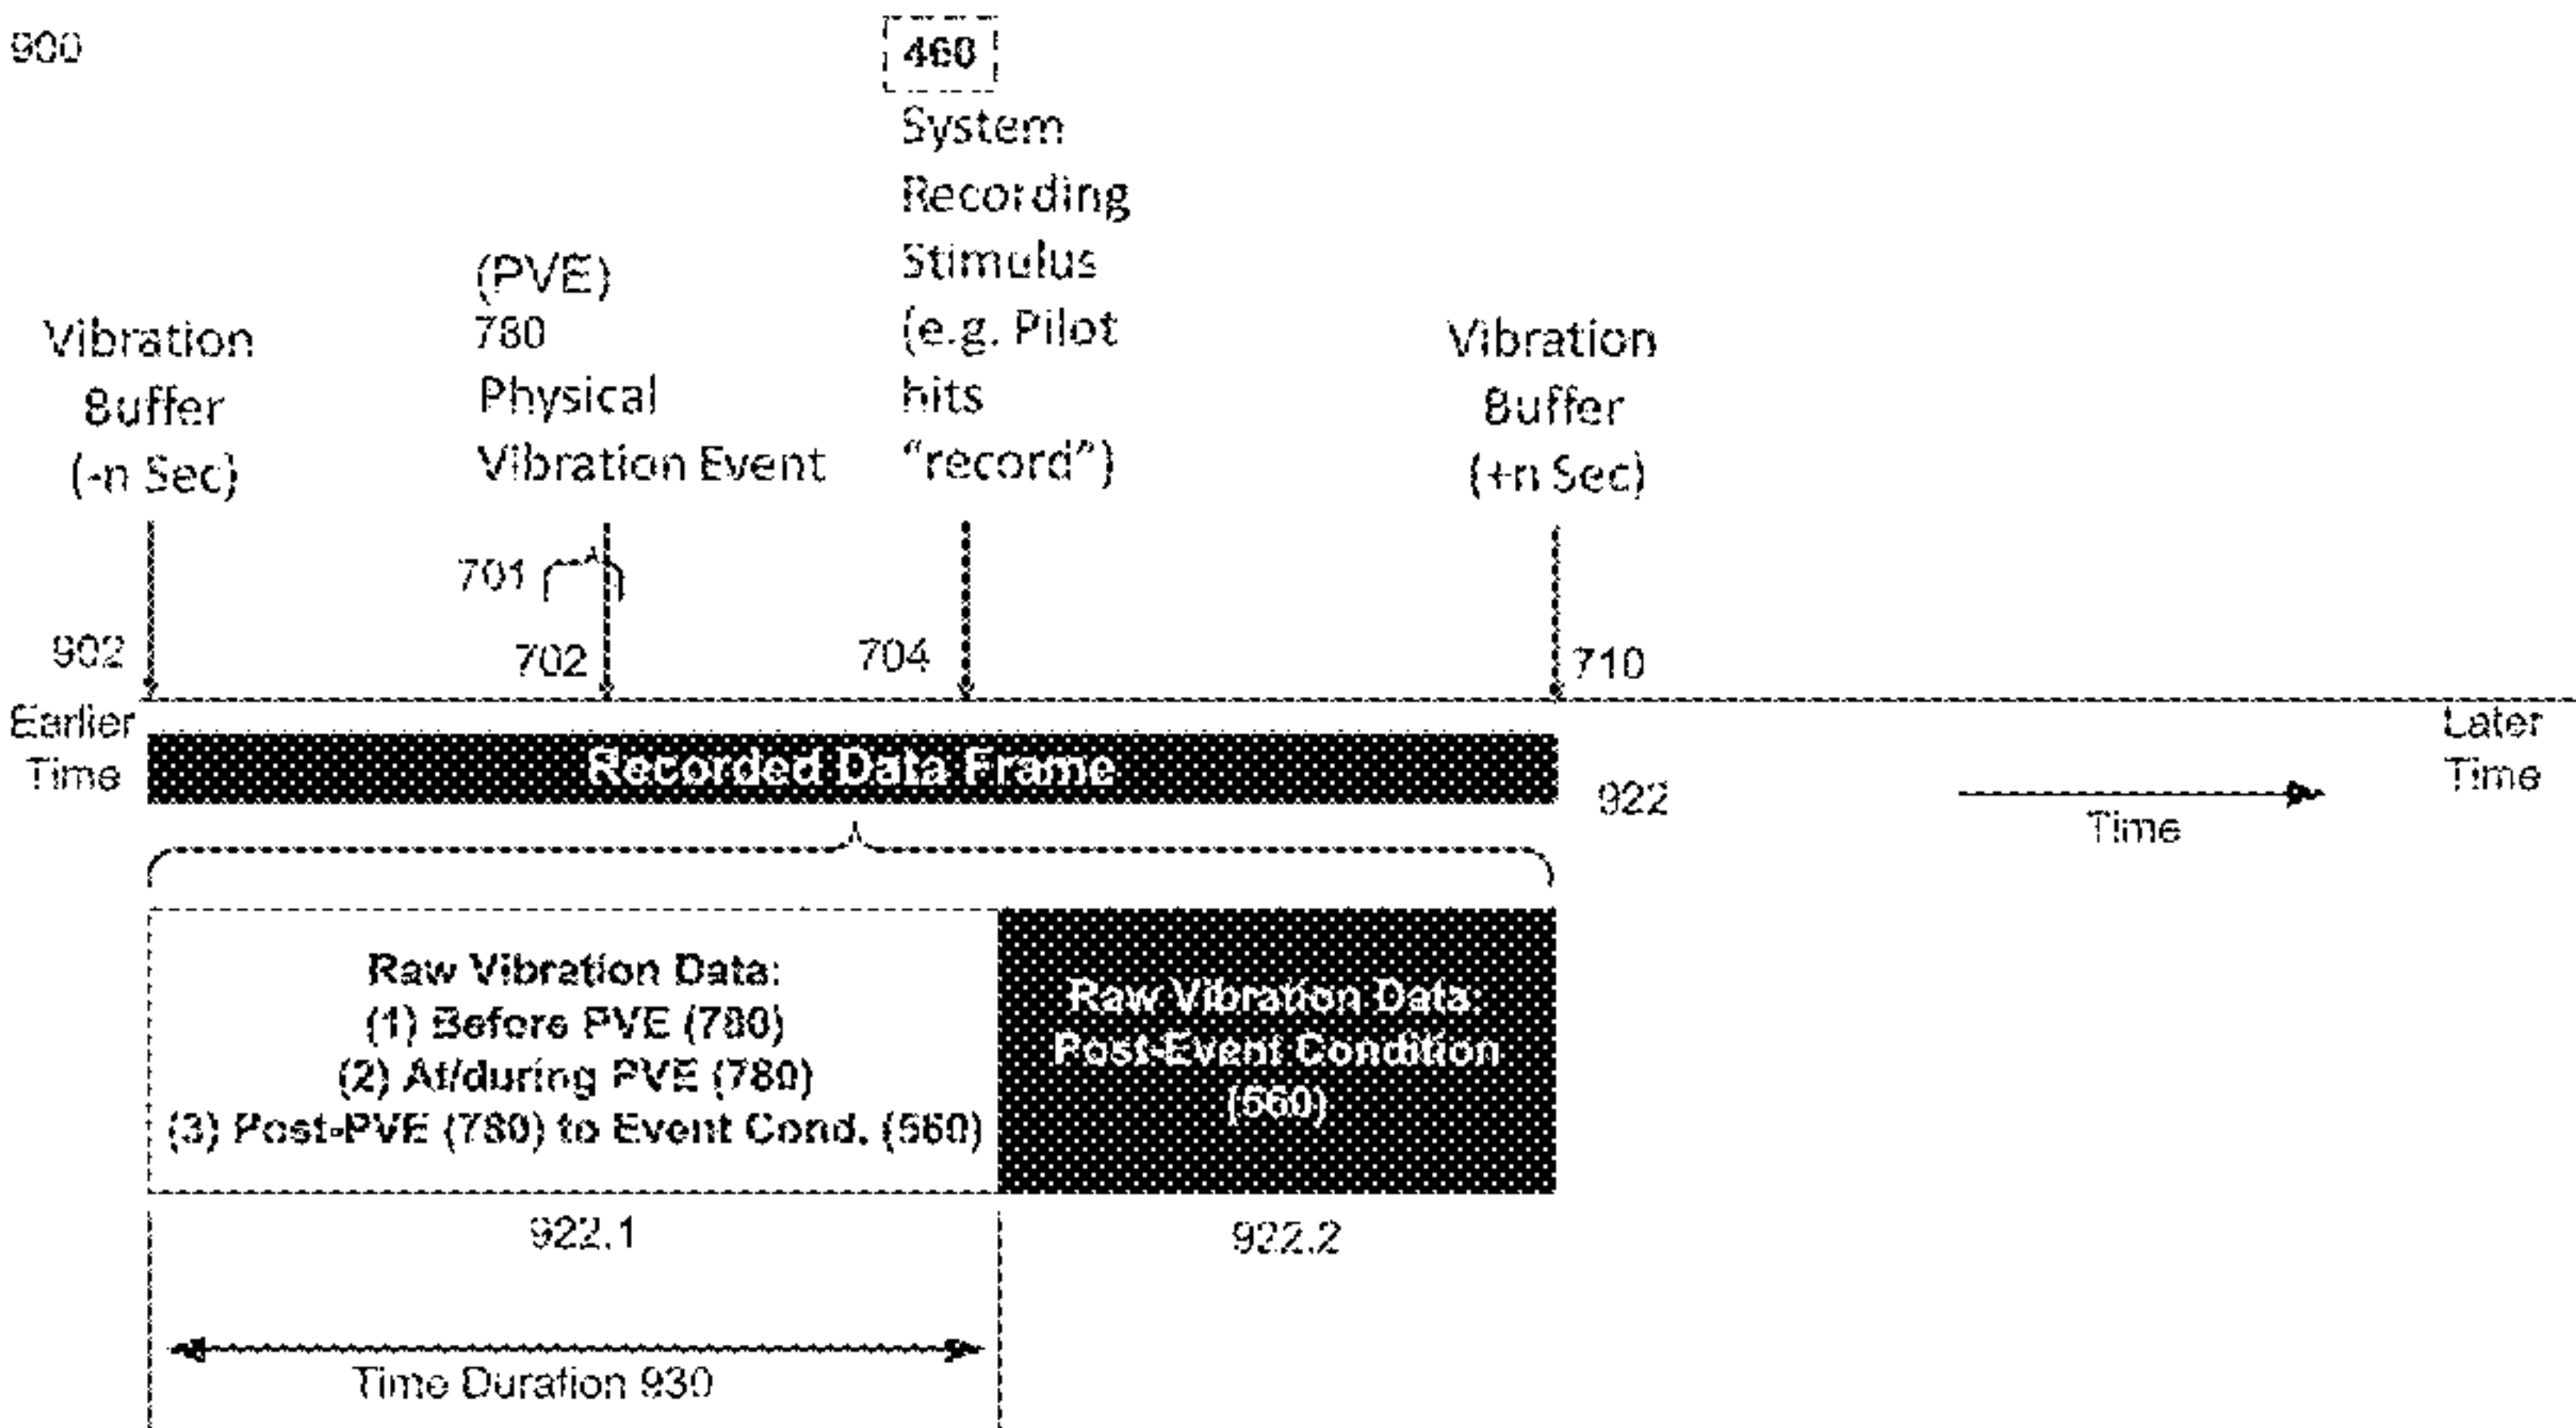 900
460
System
Recording
Stimulus
(e.g. Pilot
hits
“record”)
(PVE)
780
Physical
Vibration Event
Vibration
Buffer
(-n Sec)
Vibration
Buffer
(+n Sec)
701
902
702
704
710
Earlier
Time
Later
Time
Recorded Data Frame
922
Time
Raw Vibration Data:
(1) Before PVE (780)
(2) At/during PVE (780)
(3) Post-PVE (780) to Event Cond. (560)
Raw Vibration Data:
Post-Event Condition
(560)
922.1
922.2
Time Duration 930